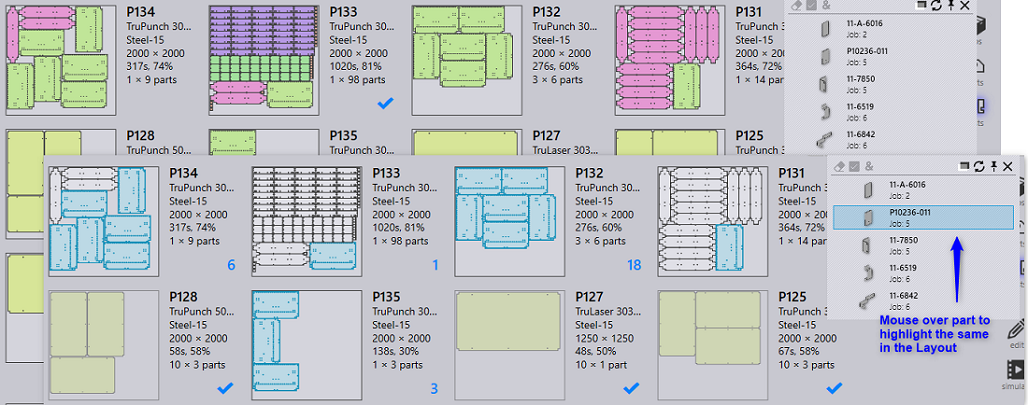 P134
TruPunch 30...
Steel-15
2000 × 2000
317s, 74%
1 × 9 parts
P133
TruPunch 30...
Steel-15
2000 × 2000
1020s, 81%
1 × 98 parts
P132
TruPunch 30...
Steel-15
2000 × 2000
276s, 60%
3 × 6 parts
P131
TruPunch 30
Steel-15
2000 × 2000
364s, 72%
1 × 14 par
&
11-A-6016
Job: 2
P10236-011
Job: 5
11-7850
Job: 5
11-6519
Job: 6
11-6842
Job: 6
P128
TruPunch 50...
P135
TruPunch 30...
P127
TruLaser 303...
P125
TruPunch 50
P134
TruPunch 30...
Steel-15
2000 × 2000
317s, 74%
1 × 9 parts
6
P133
TruPunch 30...
Steel-15
2000 × 2000
1020s, 81%
1 × 98 parts
1
P132
TruPunch 30...
Steel-15
2000 × 2000
276s, 60%
3 × 6 parts
18
P131
TruPunch 30
Steel-15
2000 × 2000
364s, 72%
1 × 14 par
&
11-A-6016
Job: 2
P10236-011
Job: 5
11-7850
Job: 5
11-6519
Job: 6
11-6842
Job: 6
Mouse over part to
highlight the same
in the Layout
P128
TruPunch 50...
Steel-15
2000 × 2000
58s, 58%
10 × 3 parts
P135
TruPunch 30...
Steel-15
2000 × 2000
138s, 30%
1 × 3 parts
3
P127
TruLaser 303...
Steel-15
1250 × 1250
48s, 50%
10 × 1 part
P125
TruPunch 50...
Steel-15
2000 × 2000
67s, 58%
10 × 3 parts
edit
simula